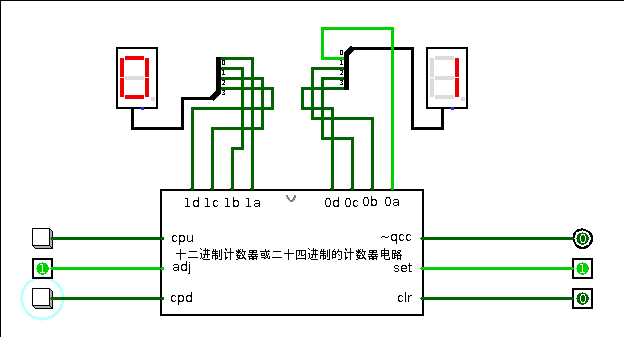 0
1
2
3
0
1
2
3
1d 1c 1b 1a
0d 0c 0b 0a
cpu
~qcc
0
十二进制计数器或二十四进制的计数器电路
1
adj
set
1
cpd
clr
0